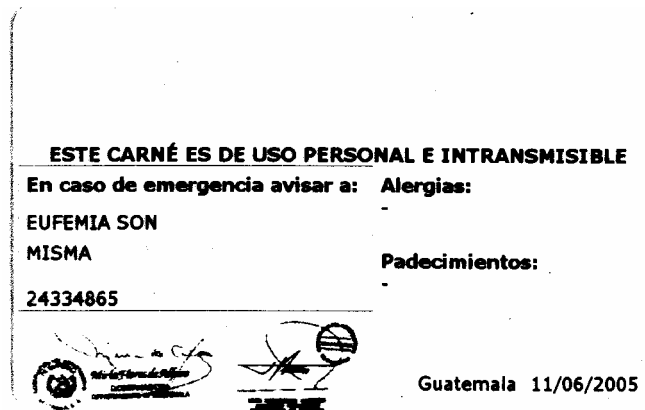 ESTE CARNÉ ES DE USO PERSONAL E INTRANSMISIBLE
En caso de emergencia avisar a:
EUFEMIA SON
MISMA
24334865
Alergias:
-
Padecimientos:
-
GOBERNADORA
Guatemala 11/06/2005